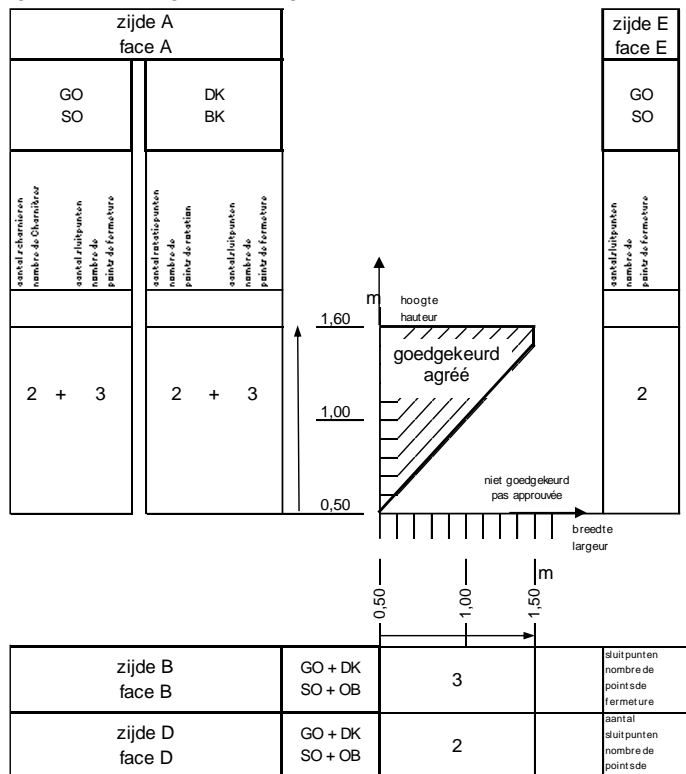 zijde A
face A
zijde E
face E
GO
SO
DK
BK
GO
SO
aantal scharnieren
nombre de Charnières
aantal sluitpunten
nombre de
points de fermeture
aantal rotatiepunten
nombre de
points de rotation
aantal sluitpunten
nombre de
points de fermeture
aantal sluitpunten
nombre de
points de fermeture
m
hoogte
hauteur
1,60
goedgekeurd
agréé
2 + 3
2 + 3
2
1,00
niet goedgekeurd
pas approuvée
0,50
breedte
largeur
m
0,50
1,00
1,50
zijde B
face B
GO + DK
SO + OB
3
sluitpunten
nombre de
points de
fermeture
zijde D
face D
GO + DK
SO + OB
2
aantal
sluitpunten
nombre de
points de